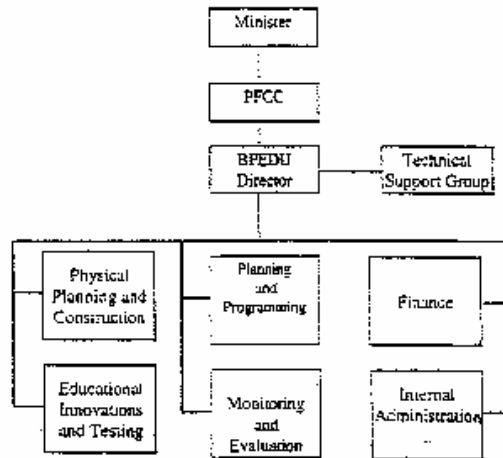 Minister
PFCC
BPEDU
Director
Technical
Support Group
Physical
Planning and
Construction
Planning
and
Programming
Finance
Educational
Innovations
and Testing
Monitoring
and
Evaluation
Internal
Administration